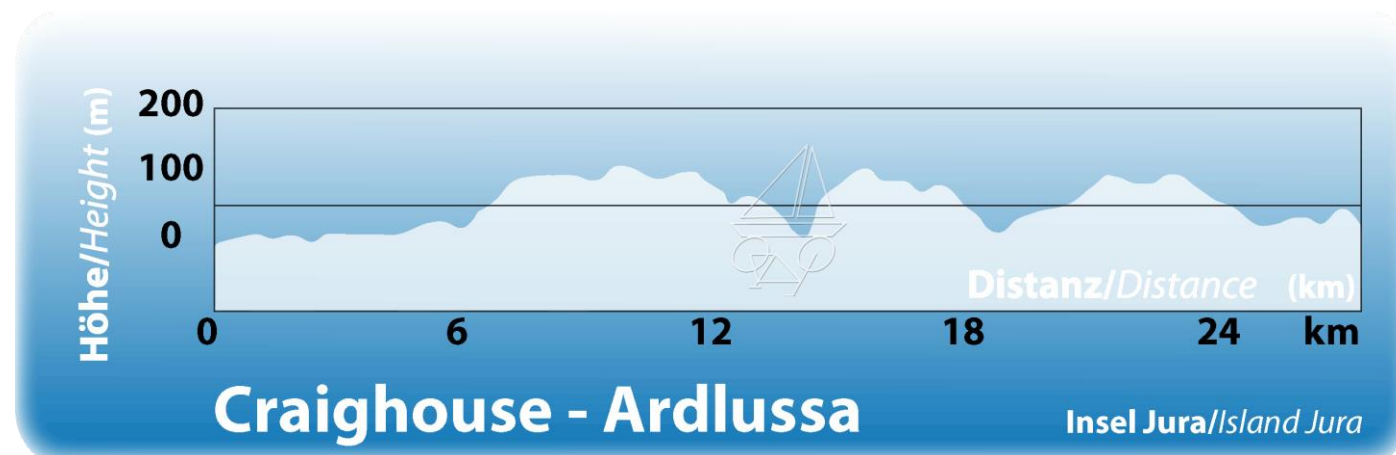 Höhe/Height (m)
200
100
0
Distanz/Distance (km)
0 6 12 18 24 km
Craighouse - Ardlussa
Insel Jura/Island Jura